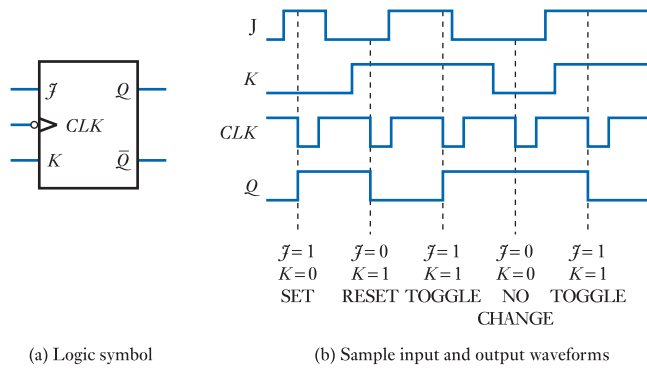 J Q
CLK
K Q̄
(a) Logic symbol
J
K
CLK
Q
J = 1 J = 0 J = 1 J = 0 J = 1
K = 0 K = 1 K = 1 K = 0 K = 1
SET RESET TOGGLE NO TOGGLE
CHANGE
(b) Sample input and output waveforms